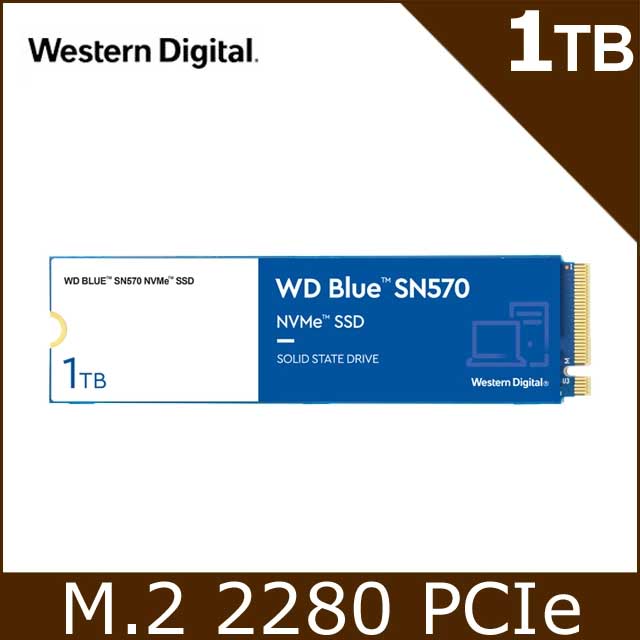 Western Digital.
1TB
WD BLUE™ SN570 NVMe™ SSD
1TB
WD Blue™ SN570
NVMe™ SSD
SOLID STATE DRIVE
Western Digital®
M
M.2 2280 PCIe